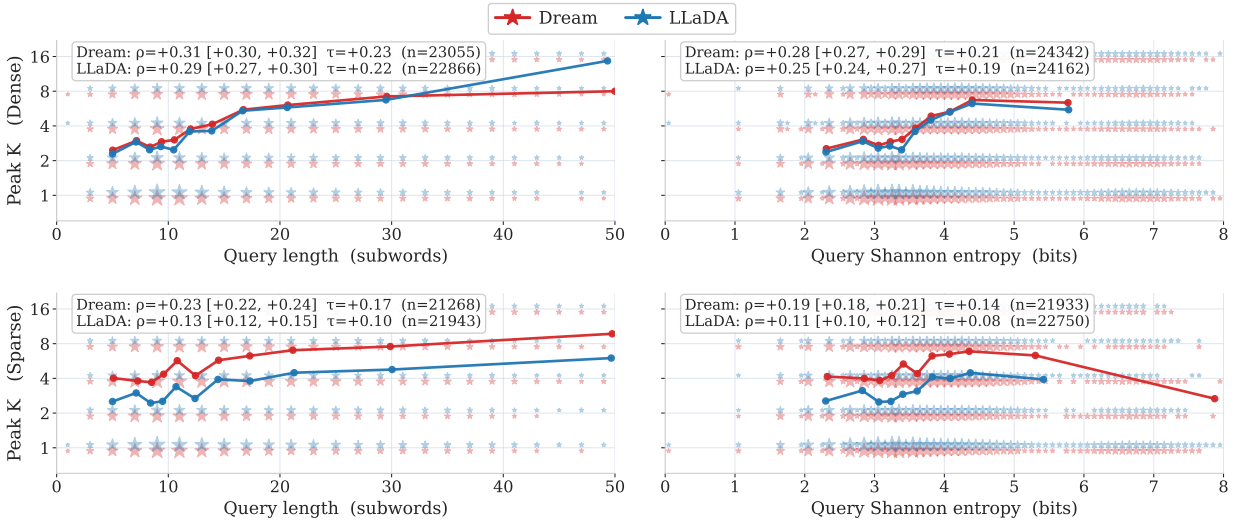 Dream LLaDA
Dream: ρ=+0.31 [+0.30, +0.32] τ=+0.23 (n=23055)
LLaDA: ρ=+0.29 [+0.27, +0.30] τ=+0.22 (n=22866)
Peak K (Dense)
16
8
4
2
1
0 10 20 30 40 50
Query length (subwords)
Dream: ρ=+0.28 [+0.27, +0.29] τ=+0.21 (n=24342)
LLaDA: ρ=+0.25 [+0.24, +0.27] τ=+0.19 (n=24162)
0 1 2 3 4 5 6 7 8
Query Shannon entropy (bits)
Dream: ρ=+0.23 [+0.22, +0.24] τ=+0.17 (n=21268)
LLaDA: ρ=+0.13 [+0.12, +0.15] τ=+0.10 (n=21943)
Peak K (Sparse)
16
8
4
2
1
0 10 20 30 40 50
Query length (subwords)
Dream: ρ=+0.19 [+0.18, +0.21] τ=+0.14 (n=21933)
LLaDA: ρ=+0.11 [+0.10, +0.12] τ=+0.08 (n=22750)
0 1 2 3 4 5 6 7 8
Query Shannon entropy (bits)